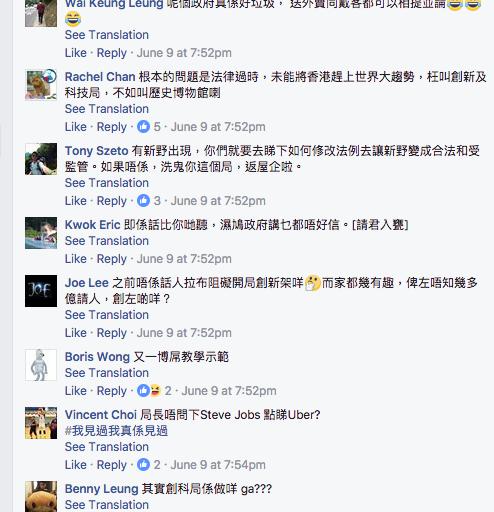 Wai Keung Leung 呢個政府真係好垃圾， 送外賣同載客都可以相提並論😂😂
😂
See Translation
Like · Reply · June 9 at 7:52pm
Rachel Chan 根本的問題是法律過時，未能將香港趕上世界大趨勢，枉叫創新及
科技局，不如叫歷史博物館喇
See Translation
Like · Reply · 5 · June 9 at 7:52pm
Tony Szeto 有新野出現，你們就要去睇下如何修改法例去讓新野變成合法和受
監管。如果唔係，洗鬼你這個局，返屋企啦。
See Translation
Like · Reply · 3 · June 9 at 7:52pm
Kwok Eric 即係話比你哋聽，濕鳩政府講乜都唔好信。[請君入甕]
See Translation
Like · Reply · June 9 at 7:52pm
JOE
Joe Lee 之前唔係話人拉布阻礙開局創新架咩🤔而家都幾有趣，俾左唔知幾多
億請人，創左啲咩？
See Translation
Like · Reply · June 9 at 7:52pm
Boris Wong 又一博屌教學示範
See Translation
Like · Reply · 2 · June 9 at 7:52pm
Vincent Choi 局長唔問下Steve Jobs 點睇Uber?
#我見過我真係見過
See Translation
Like · Reply · 2 · June 9 at 7:54pm
Benny Leung 其實創科局係做咩 ga???
See Translation